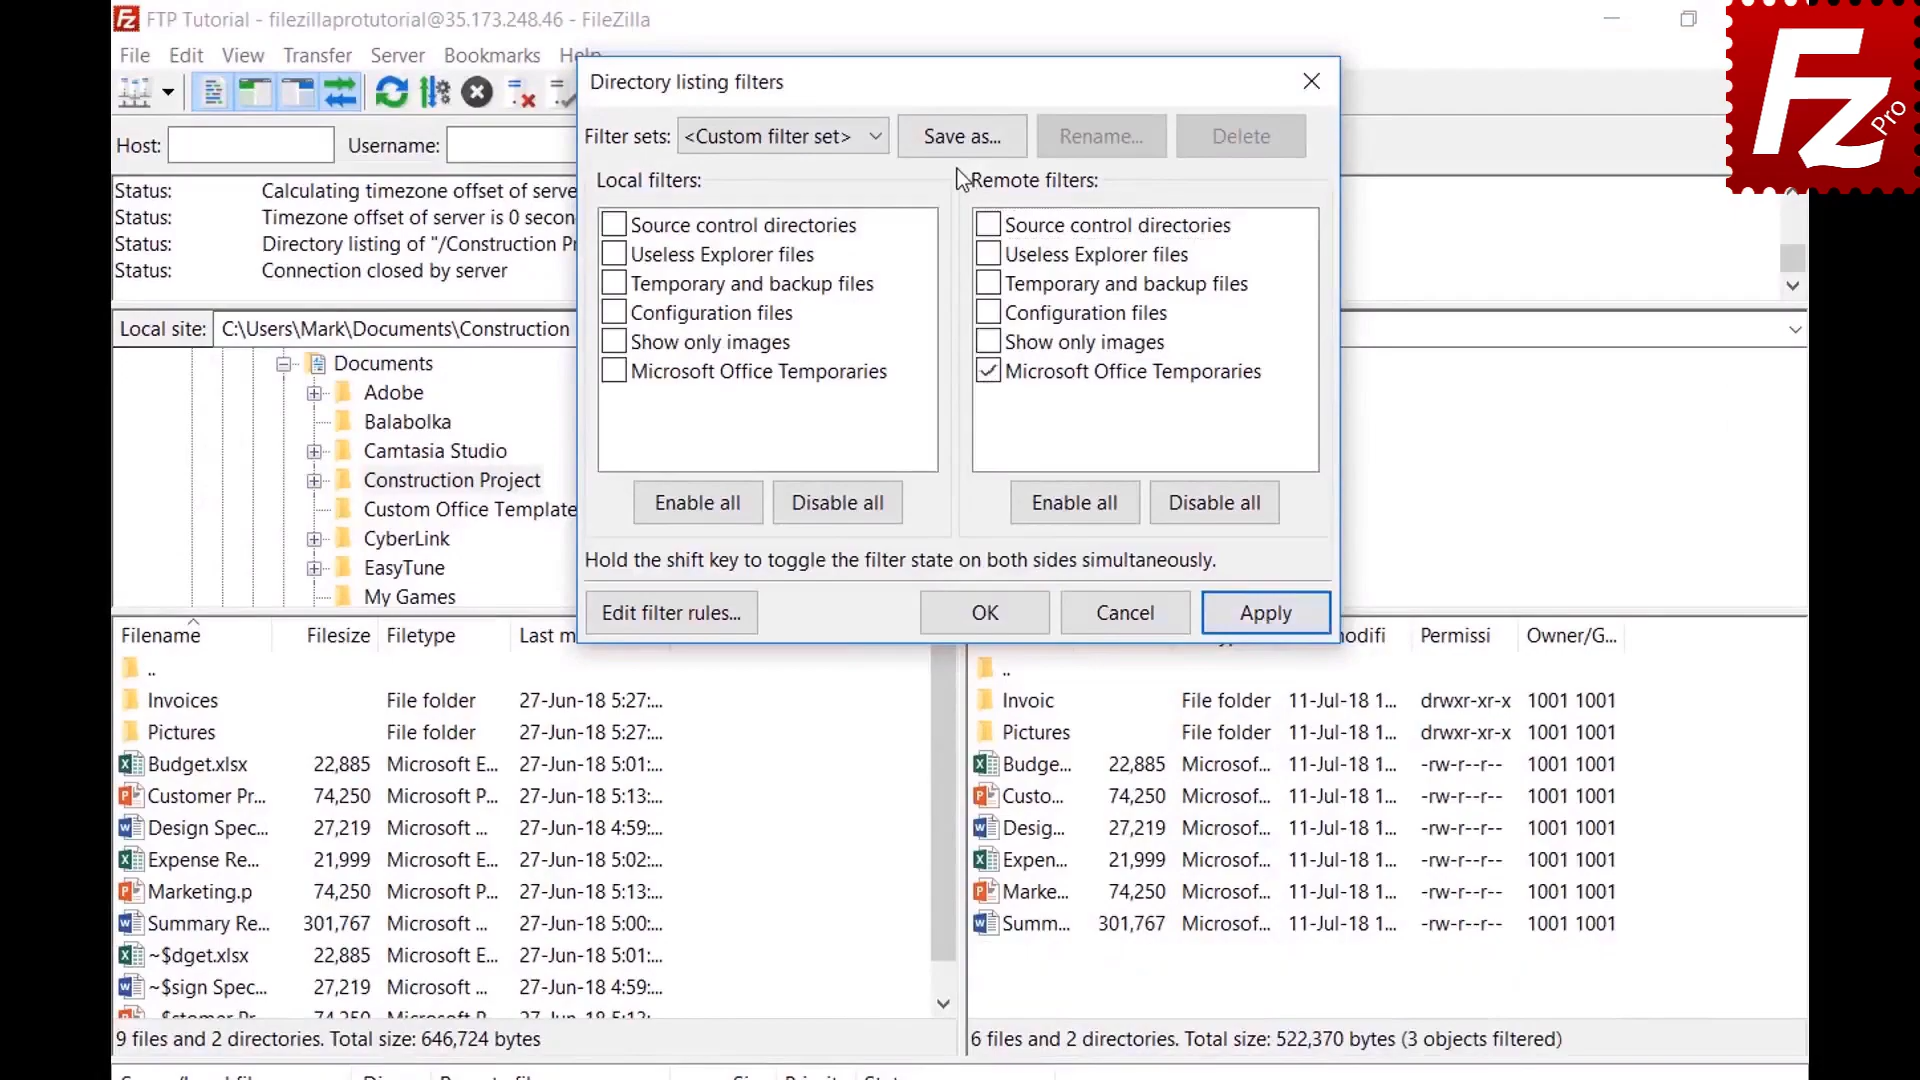 FTP Tutorial - filezillaprotutorial@35.173.248.46 - FileZilla
File Edit View Transfer Server Bookmarks Help
Host: Username:
Status: Calculating timezone offset of serve
Status: Timezone offset of server is 0 secon
Status: Directory listing of "/Construction P
Status: Connection closed by server
Local site: C:\Users\Mark\Documents\Construction
Documents
Adobe
Balabolka
Camtasia Studio
Construction Project
Custom Office Template
CyberLink
EasyTune
My Games
Directory listing filters
Filter sets: <Custom filter set> Save as... Rename... Delete
Local filters: Remote filters:
Source control directories Source control directories
Useless Explorer files Useless Explorer files
Temporary and backup files Temporary and backup files
Configuration files Configuration files
Show only images Show only images
Microsoft Office Temporaries Microsoft Office Temporaries
Enable all Disable all Enable all Disable all
Hold the shift key to toggle the filter state on both sides simultaneously.
Edit filter rules... OK Cancel Apply
Filename Filesize Filetype Last m
..
Invoices File folder 27-Jun-18 5:27:...
Pictures File folder 27-Jun-18 5:27:...
Budget.xlsx 22,885 Microsoft E... 27-Jun-18 5:01:...
Customer Pr... 74,250 Microsoft P... 27-Jun-18 5:13:...
Design Spec... 27,219 Microsoft ... 27-Jun-18 4:59:...
Expense Re... 21,999 Microsoft E... 27-Jun-18 5:02:...
Marketing.p 74,250 Microsoft P... 27-Jun-18 5:13:...
Summary Re... 301,767 Microsoft ... 27-Jun-18 5:00:...
~$dget.xlsx 22,885 Microsoft E... 27-Jun-18 5:01:...
~$sign Spec... 27,219 Microsoft ... 27-Jun-18 4:59:...
9 files and 2 directories. Total size: 646,724 bytes
odifi Permissi Owner/G...
..
Invoic File folder 11-Jul-18 1... drwxr-xr-x 1001 1001
Pictures File folder 11-Jul-18 1... drwxr-xr-x 1001 1001
Budge... 22,885 Microsof... 11-Jul-18 1... -rw-r--r-- 1001 1001
Custo... 74,250 Microsof... 11-Jul-18 1... -rw-r--r-- 1001 1001
Desig... 27,219 Microsof... 11-Jul-18 1... -rw-r--r-- 1001 1001
Expen... 21,999 Microsof... 11-Jul-18 1... -rw-r--r-- 1001 1001
Marke... 74,250 Microsof... 11-Jul-18 1... -rw-r--r-- 1001 1001
Summ... 301,767 Microsof... 11-Jul-18 1... -rw-r--r-- 1001 1001
6 files and 2 directories. Total size: 522,370 bytes (3 objects filtered)
Fz Pro